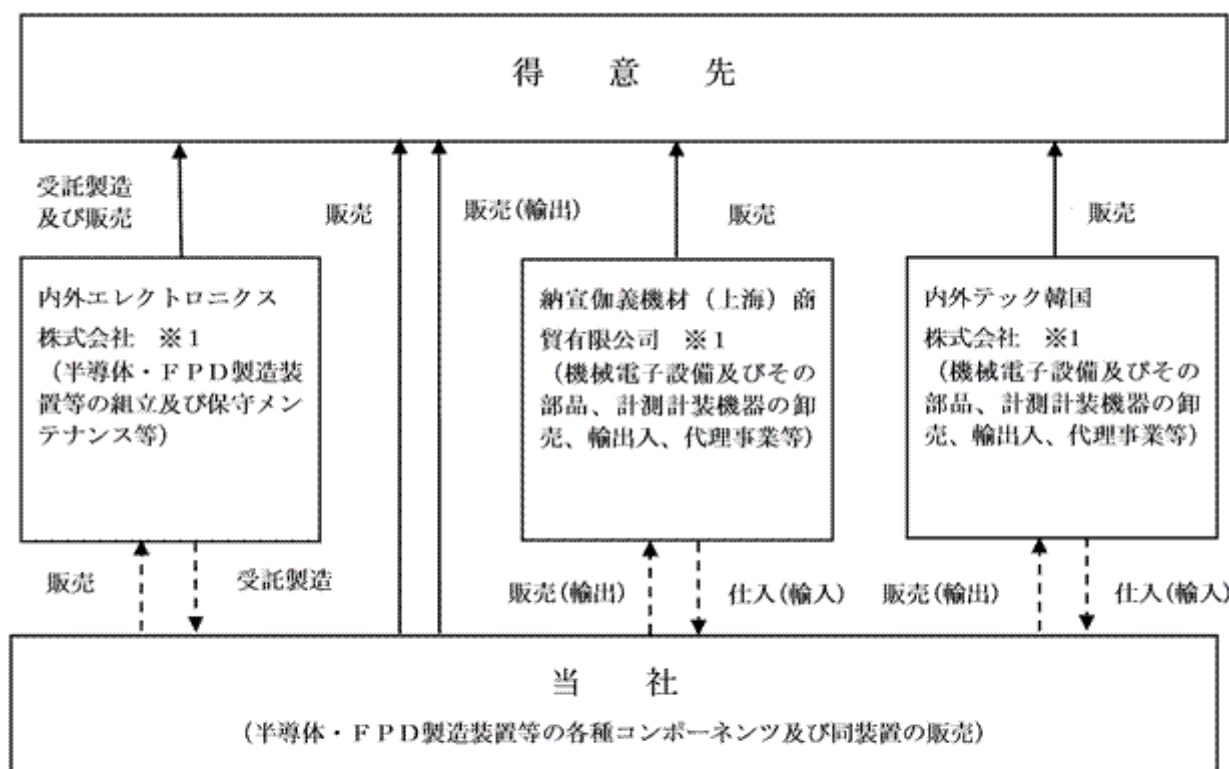 得意先
受託製造
及び販売
販売
販売(輸出)
販売
販売
内外エレクトロニクス
株式会社 ※1
(半導体・FPD製造装
置等の組立及び保守メン
テナンス等)
納宣伽義機材(上海)商
貿有限公司 ※1
(機械電子設備及びその
部品、計測計装機器の卸
売、輸出入、代理事業等)
内外テック韓国
株式会社 ※1
(機械電子設備及びその
部品、計測計装機器の卸
売、輸出入、代理事業等)
販売
受託製造
販売(輸出)
仕入(輸入)
販売(輸出)
仕入(輸入)
当社
(半導体・FPD製造装置等の各種コンポーネンツ及び同装置の販売)